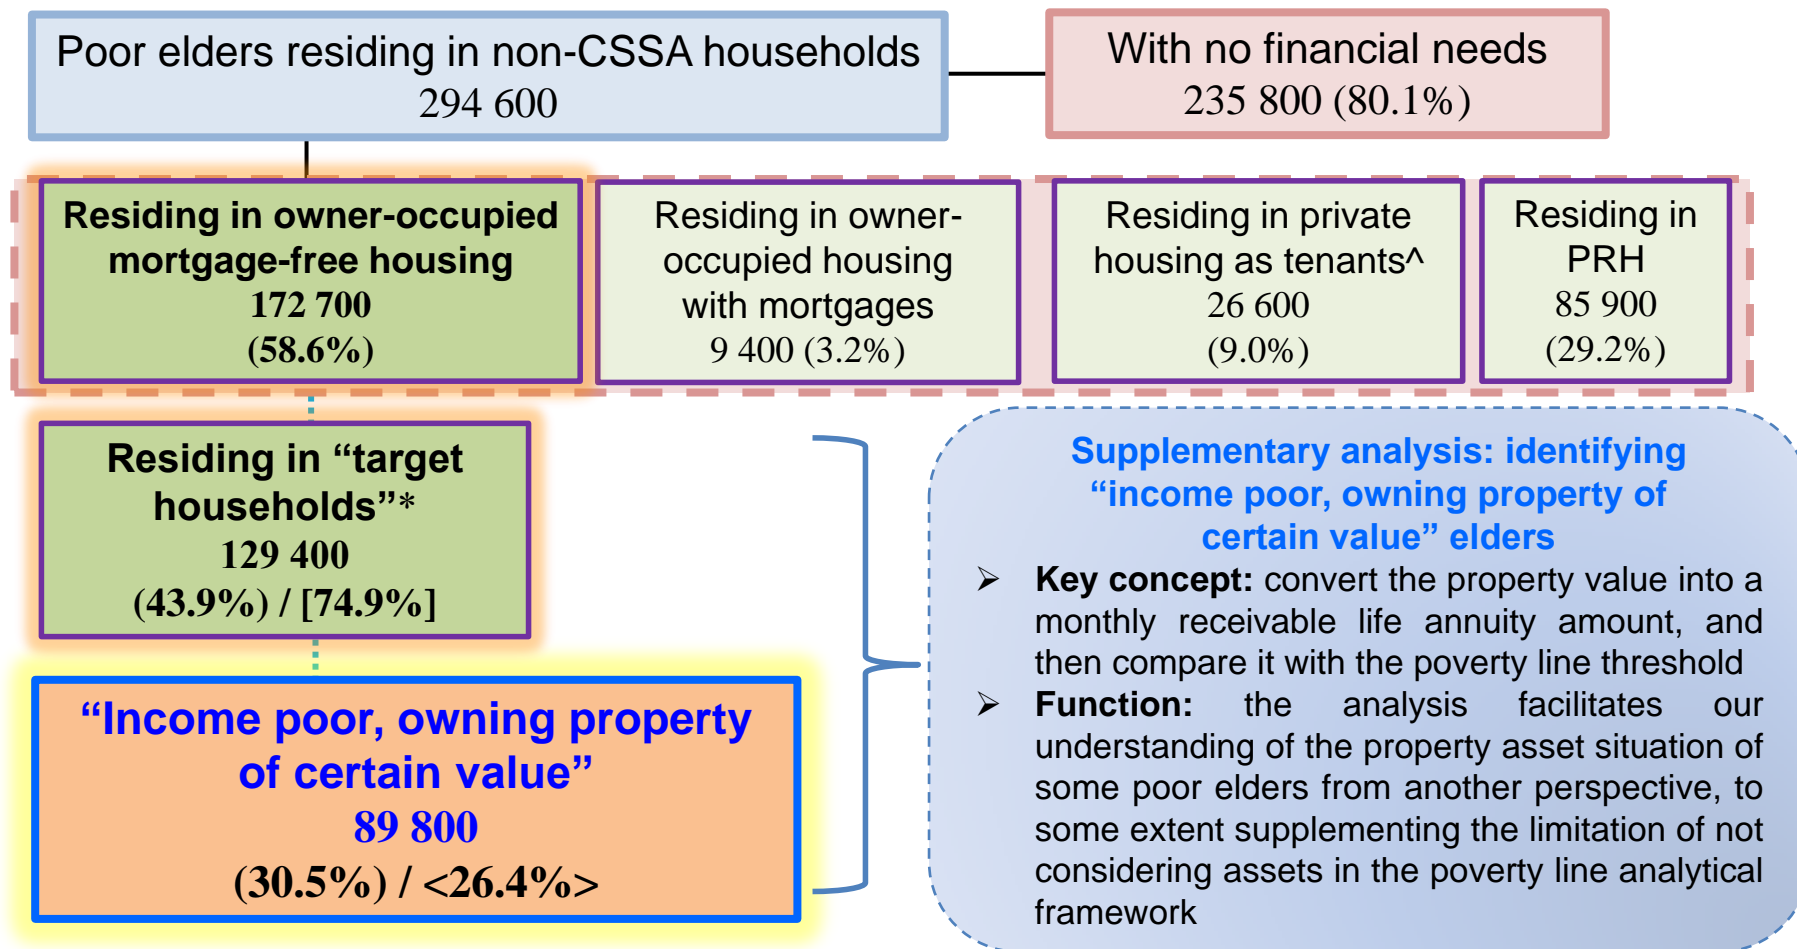 Poor elders residing in non-CSSA households
294 600
With no financial needs
235 800 (80.1%)
Residing in owner-occupied
mortgage-free housing
172 700
(58.6%)
Residing in owner-
occupied housing
with mortgages
9 400 (3.2%)
Residing in private
housing as tenants^
26 600
(9.0%)
Residing in
PRH
85 900
(29.2%)
Residing in “target
households”*
129 400
(43.9%) / [74.9%]
“Income poor, owning property
of certain value”
89 800
(30.5%) / <26.4%>
Supplementary analysis: identifying
“income poor, owning property of
certain value” elders
➢ Key concept: convert the property value into a
monthly receivable life annuity amount, and
then compare it with the poverty line threshold
➢ Function: the analysis facilitates our
understanding of the property asset situation of
some poor elders from another perspective, to
some extent supplementing the limitation of not
considering assets in the poverty line analytical
framework